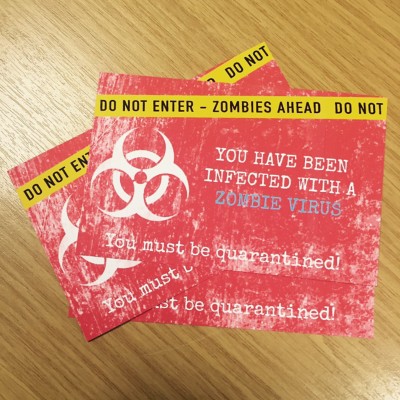 DO NOT
DO NOT ENTER - ZOMBIES AHEAD DO NOT
YOU HAVE BEEN
INFECTED WITH A
ZOMBIE VIRUS
You must be quarantined!
DO NOT ENT
You must b
be quarantined!